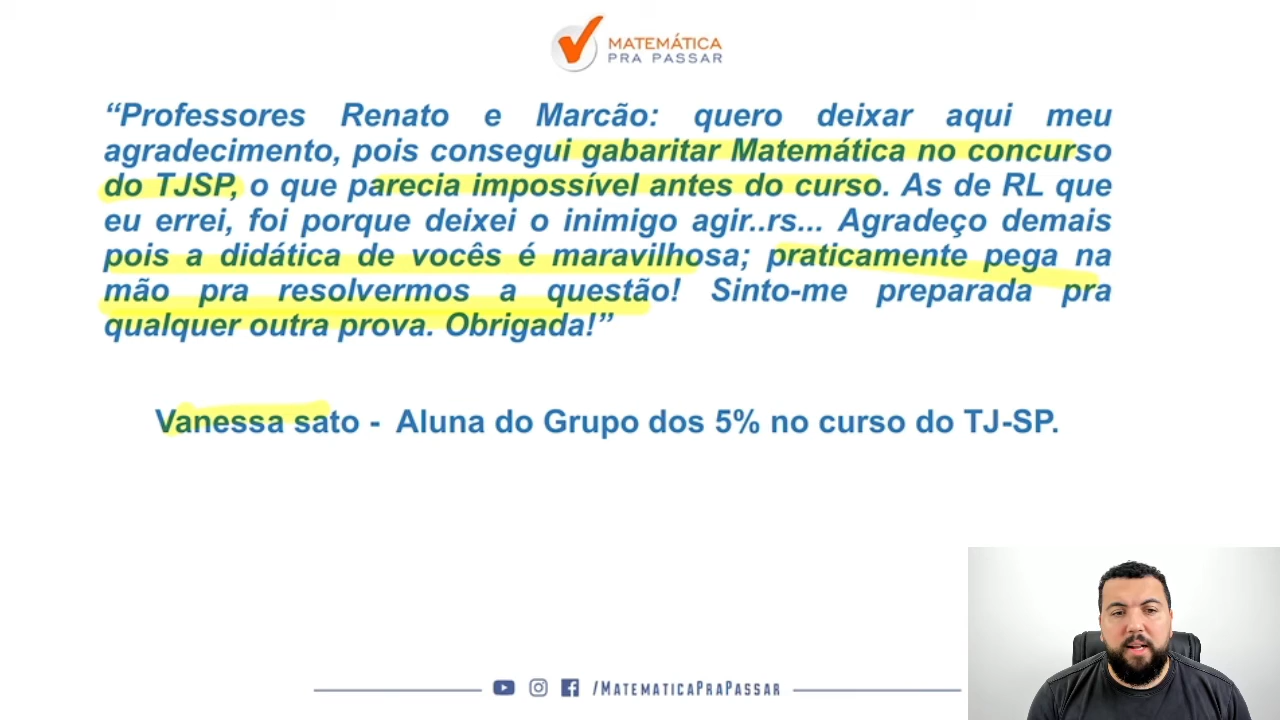 MATEMÁTICA
PRA PASSAR
“Professores Renato e Marcão: quero deixar aqui meu
agradecimento, pois consegui gabaritar Matemática no concurso
do TJSP, o que parecia impossível antes do curso. As de RL que
eu errei, foi porque deixei o inimigo agir..rs... Agradeço demais
pois a didática de vocês é maravilhosa; praticamente pega na
mão pra resolvermos a questão! Sinto-me preparada pra
qualquer outra prova. Obrigada!”
Vanessa sato - Aluna do Grupo dos 5% no curso do TJ-SP.
/MATEMATICAPRAPASSAR